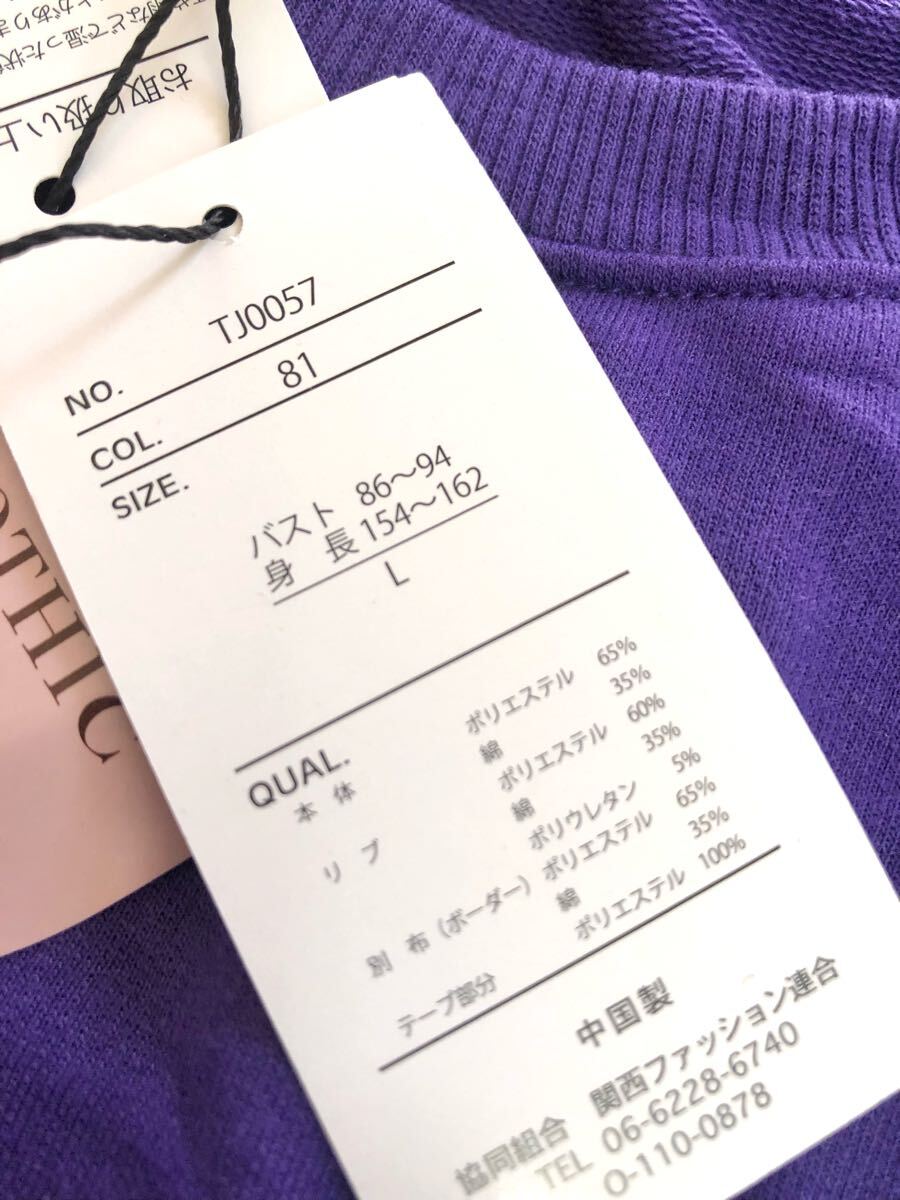 お取り扱い上
NO. TJ0057
COL. 81
SIZE.
バスト 86～94
身 長 154～162
L
QUAL.
本 体 ポリエステル 65%
綿 35%
リ ブ ポリエステル 60%
綿 35%
ポリウレタン 5%
別 布 (ボーダー) ポリエステル 65%
綿 35%
テープ部分 ポリエステル 100%
中国製
協同組合 関西ファッション連合
TEL 06-6228-6740
O-110-0878
THIC